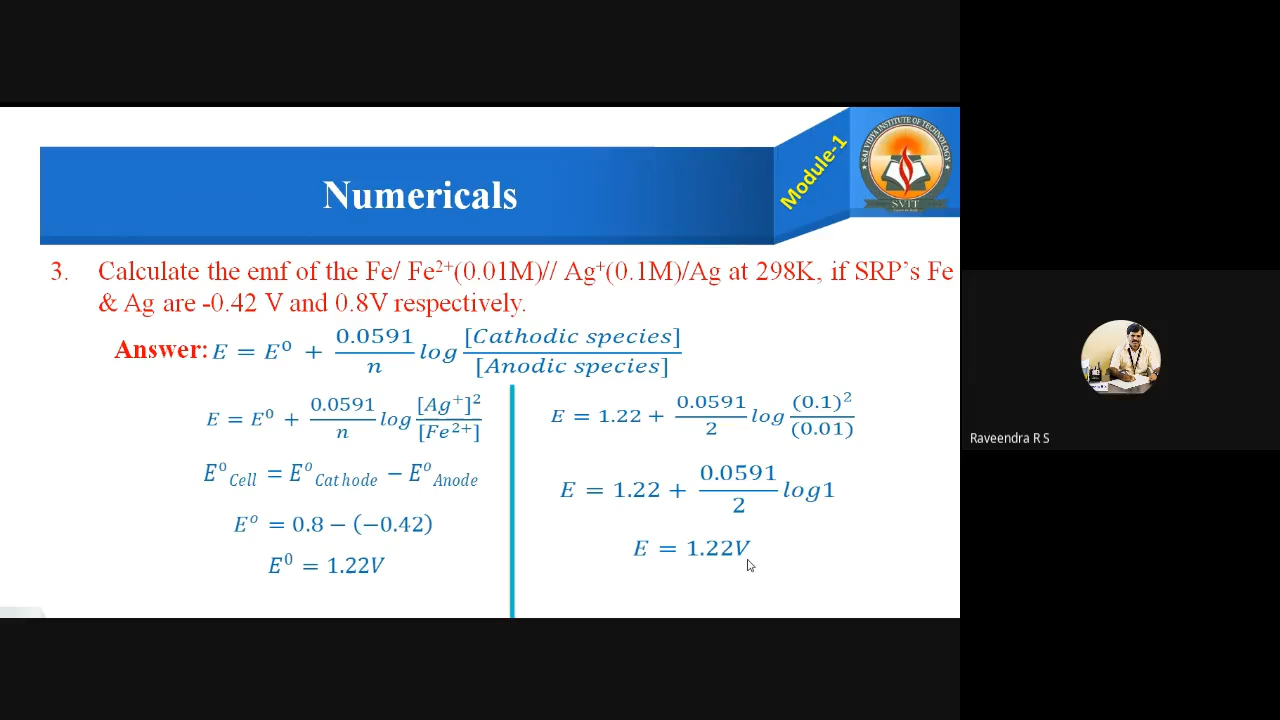 Numericals
Module-1
SAI VIDYA INSTITUTE OF TECHNOLOGY
SVIT
3. Calculate the emf of the Fe/ Fe²⁺(0.01M)// Ag⁺(0.1M)/Ag at 298K, if SRP's Fe
& Ag are -0.42 V and 0.8V respectively.
Answer: E = E⁰ + 0.0591/n log [Cathodic species]/[Anodic species]
E = E⁰ + 0.0591/n log [Ag⁺]²/[Fe²⁺]
E⁰Cell = E⁰Cathode − E⁰Anode
E⁰ = 0.8 − (−0.42)
E⁰ = 1.22V
E = 1.22 + 0.0591/2 log (0.1)²/(0.01)
E = 1.22 + 0.0591/2 log1
E = 1.22V
Raveendra R S